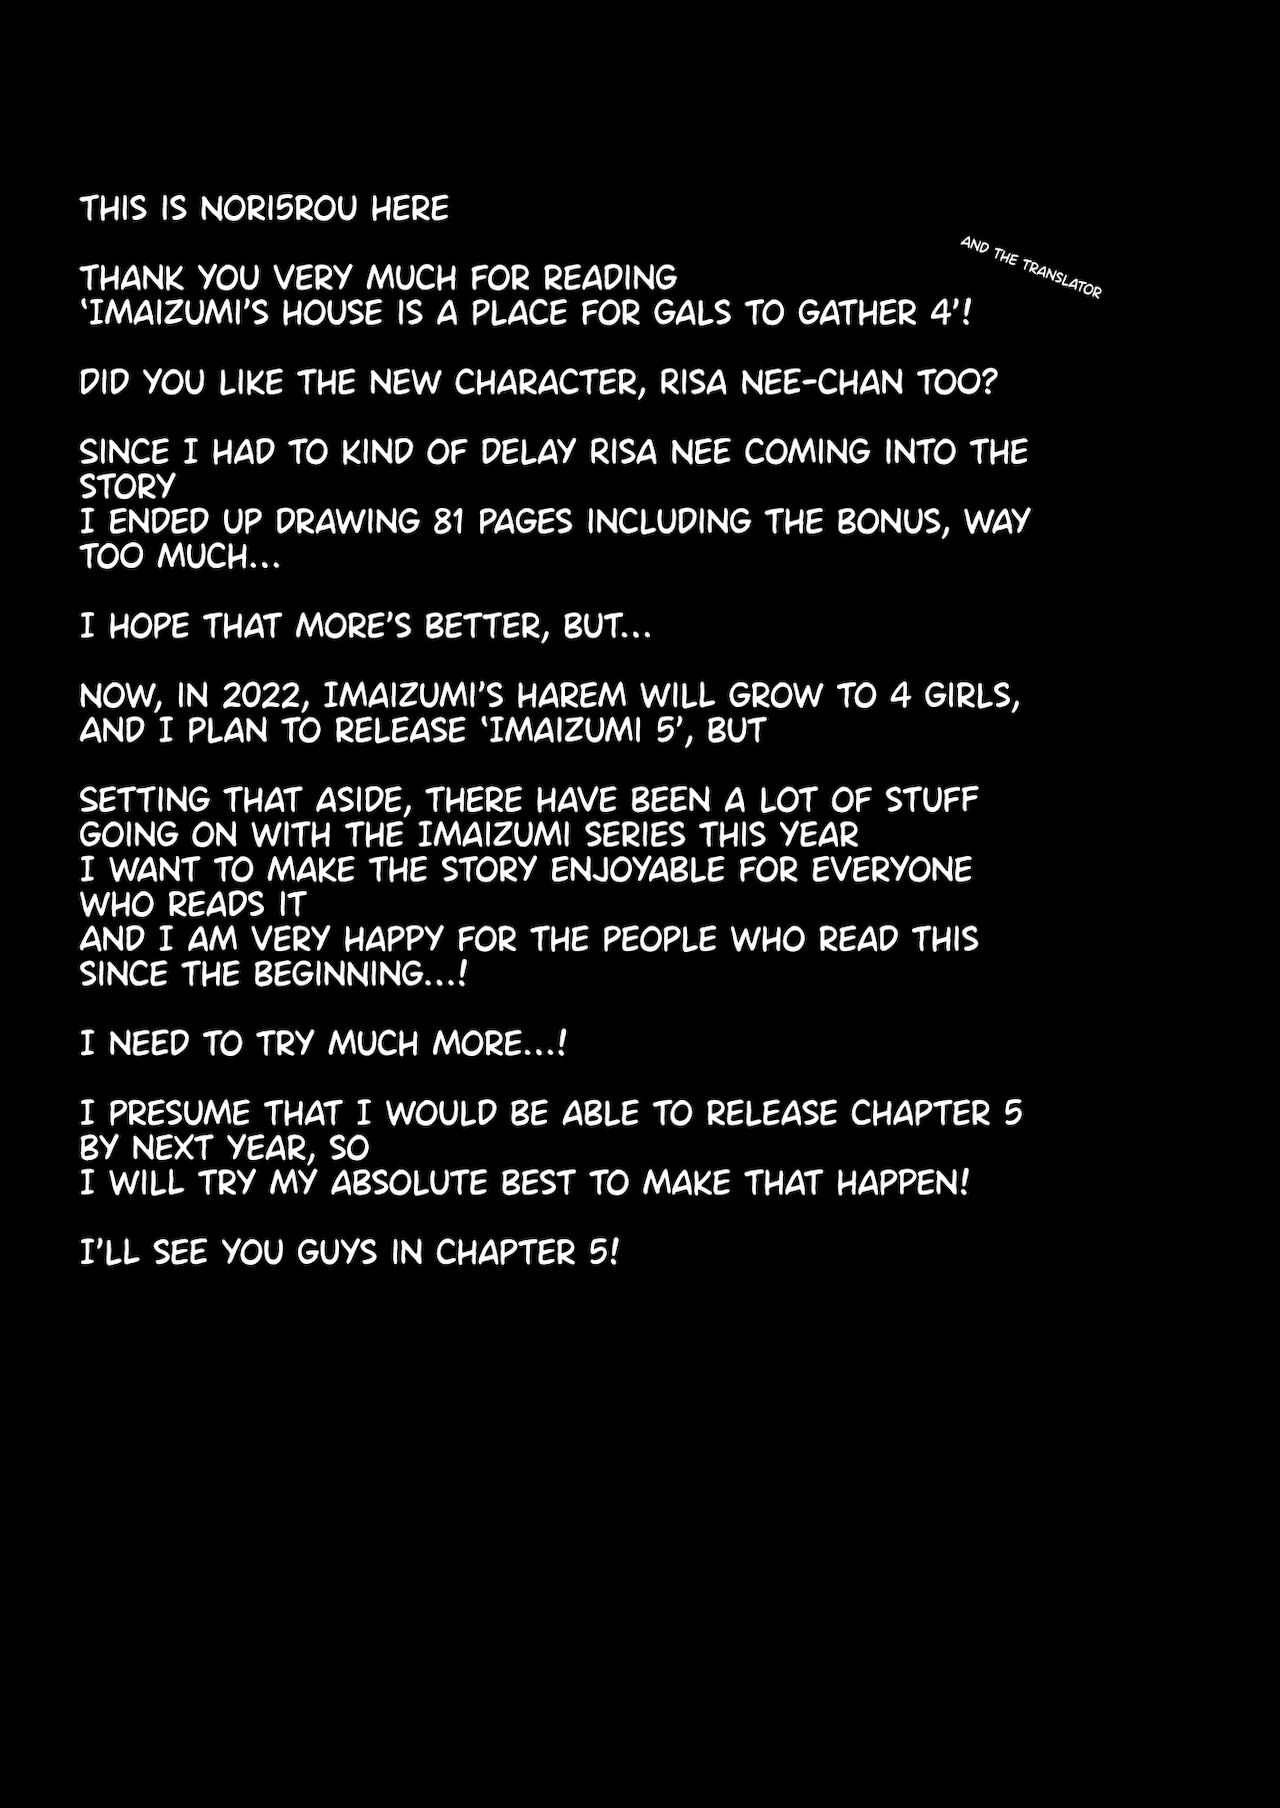 THIS IS NORI5ROU HERE
AND THE TRANSLATOR
THANK YOU VERY MUCH FOR READING
'IMAIZUMI'S HOUSE IS A PLACE FOR GALS TO GATHER 4'!
DID YOU LIKE THE NEW CHARACTER, RISA NEE-CHAN TOO?
SINCE I HAD TO KIND OF DELAY RISA NEE COMING INTO THE
STORY
I ENDED UP DRAWING 81 PAGES INCLUDING THE BONUS, WAY
TOO MUCH...
I HOPE THAT MORE'S BETTER, BUT...
NOW, IN 2022, IMAIZUMI'S HAREM WILL GROW TO 4 GIRLS,
AND I PLAN TO RELEASE 'IMAIZUMI 5', BUT
SETTING THAT ASIDE, THERE HAVE BEEN A LOT OF STUFF
GOING ON WITH THE IMAIZUMI SERIES THIS YEAR
I WANT TO MAKE THE STORY ENJOYABLE FOR EVERYONE
WHO READS IT
AND I AM VERY HAPPY FOR THE PEOPLE WHO READ THIS
SINCE THE BEGINNING...!
I NEED TO TRY MUCH MORE...!
I PRESUME THAT I WOULD BE ABLE TO RELEASE CHAPTER 5
BY NEXT YEAR, SO
I WILL TRY MY ABSOLUTE BEST TO MAKE THAT HAPPEN!
I'LL SEE YOU GUYS IN CHAPTER 5!